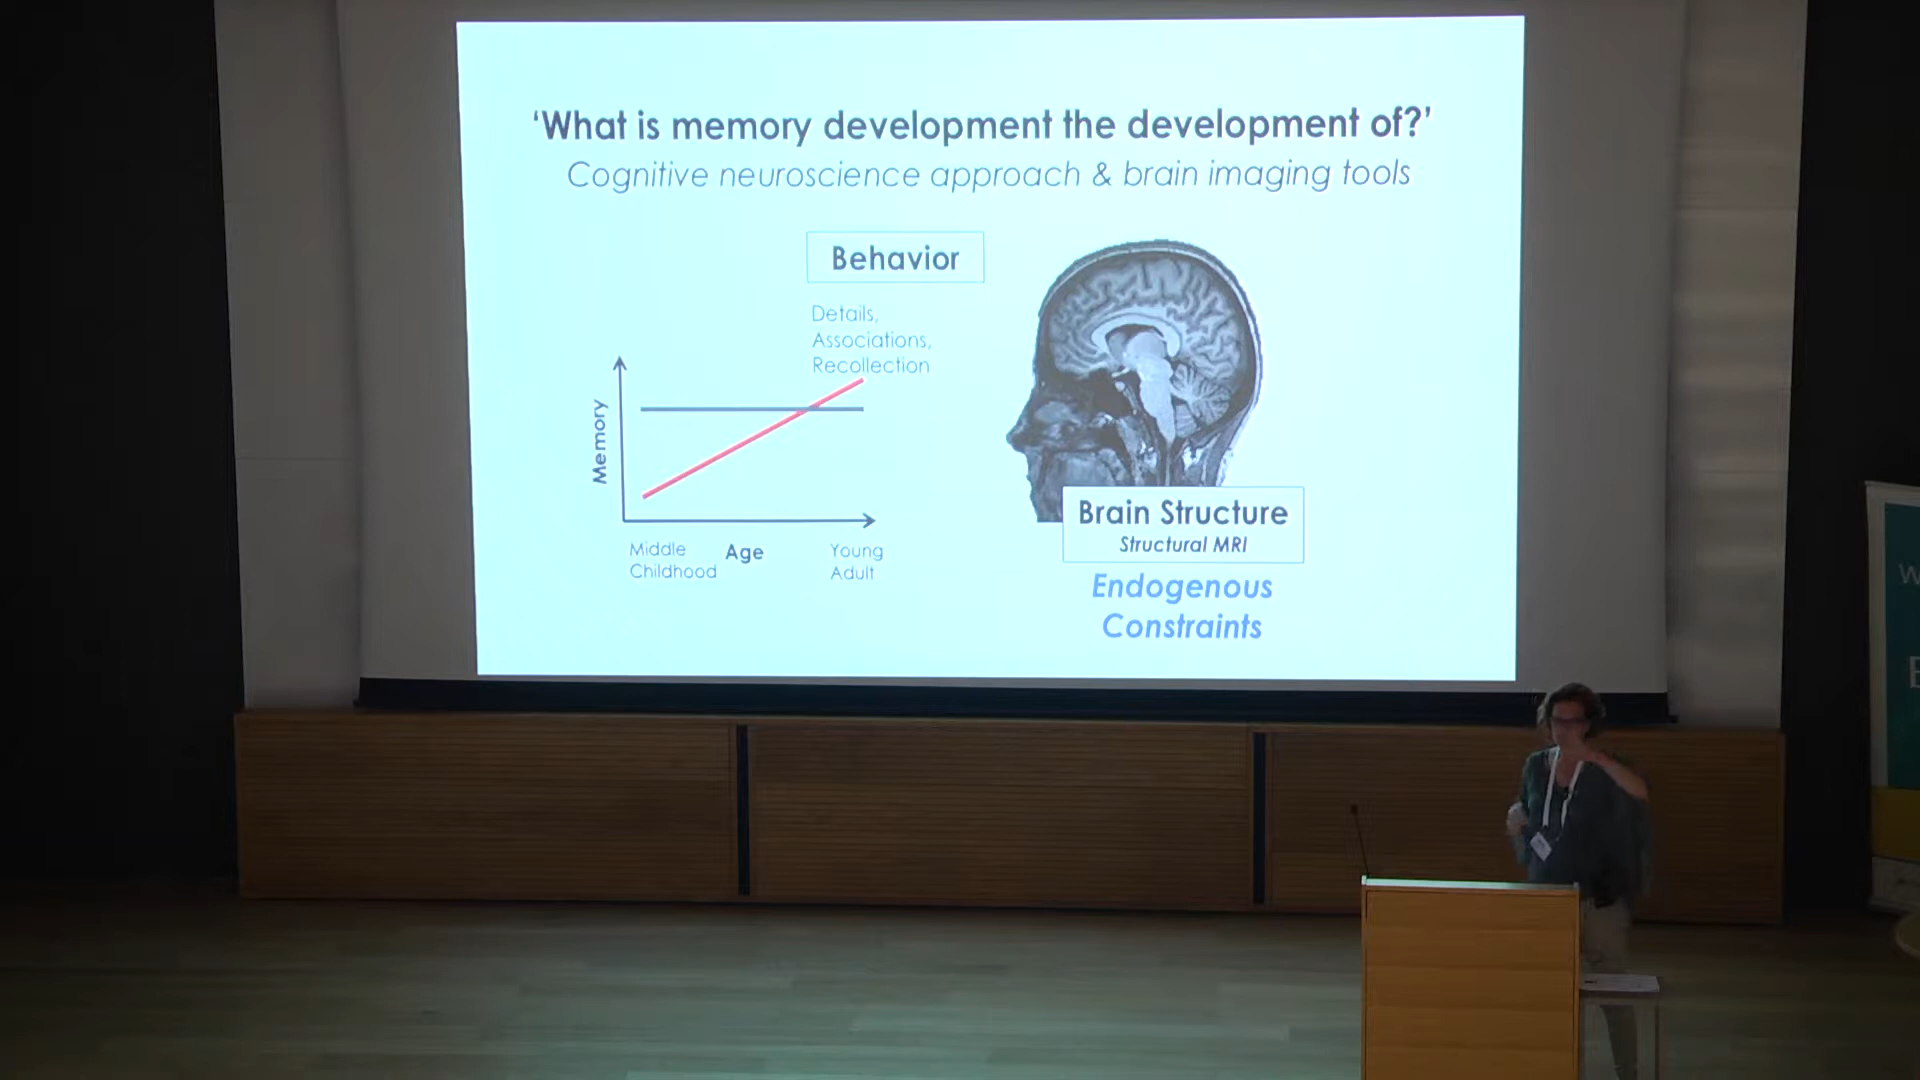 ‘What is memory development the development of?’
Cognitive neuroscience approach & brain imaging tools
Behavior
Details,
Associations,
Recollection
Memory
Middle
Childhood
Age
Young
Adult
Brain Structure
Structural MRI
Endogenous
Constraints